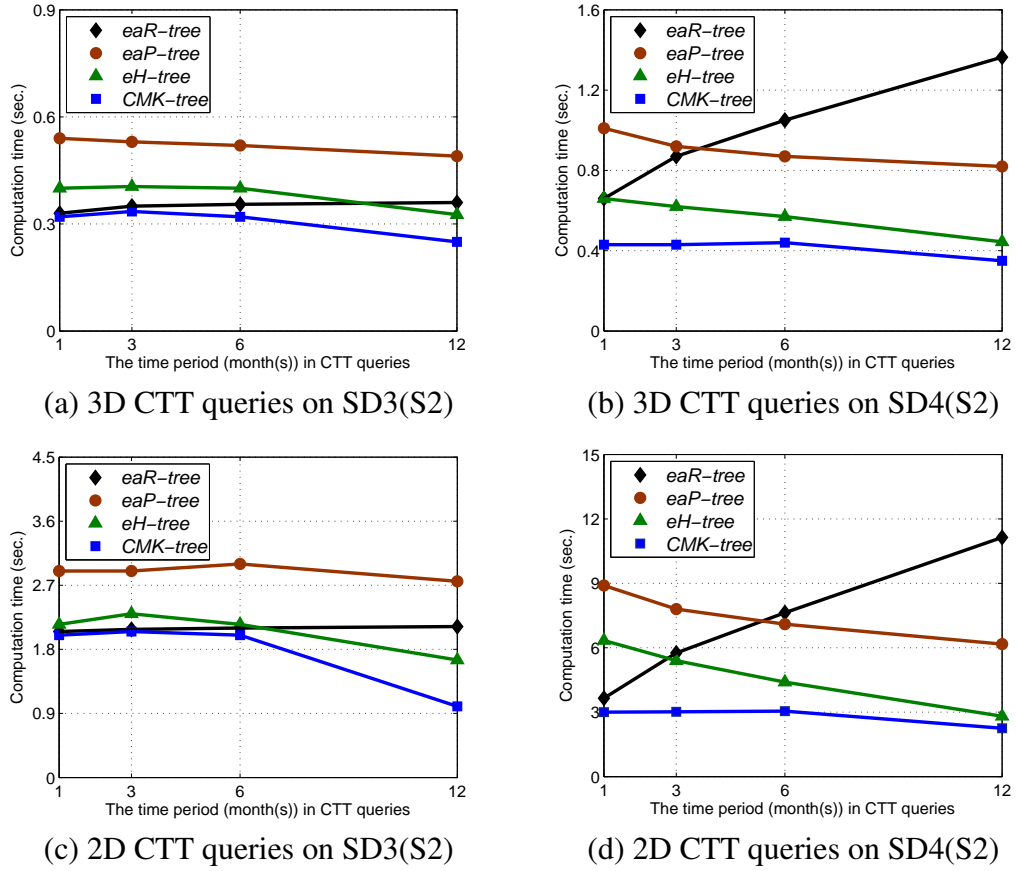 0.9
0.6
0.3
0
Computation time (sec.)
eaR-tree
eaP-tree
eH-tree
CMK-tree
1 3 6 12
The time period (month(s)) in CTT queries
(a) 3D CTT queries on SD3(S2)
1.6
1.2
0.8
0.4
0
Computation time (sec.)
eaR-tree
eaP-tree
eH-tree
CMK-tree
1 3 6 12
The time period (month(s)) in CTT queries
(b) 3D CTT queries on SD4(S2)
4.5
3.6
2.7
1.8
0.9
0
Computation time (sec.)
eaR-tree
eaP-tree
eH-tree
CMK-tree
1 3 6 12
The time period (month(s)) in CTT queries
(c) 2D CTT queries on SD3(S2)
15
12
9
6
3
0
Computation time (sec.)
eaR-tree
eaP-tree
eH-tree
CMK-tree
1 3 6 12
The time period (month(s)) in CTT queries
(d) 2D CTT queries on SD4(S2)